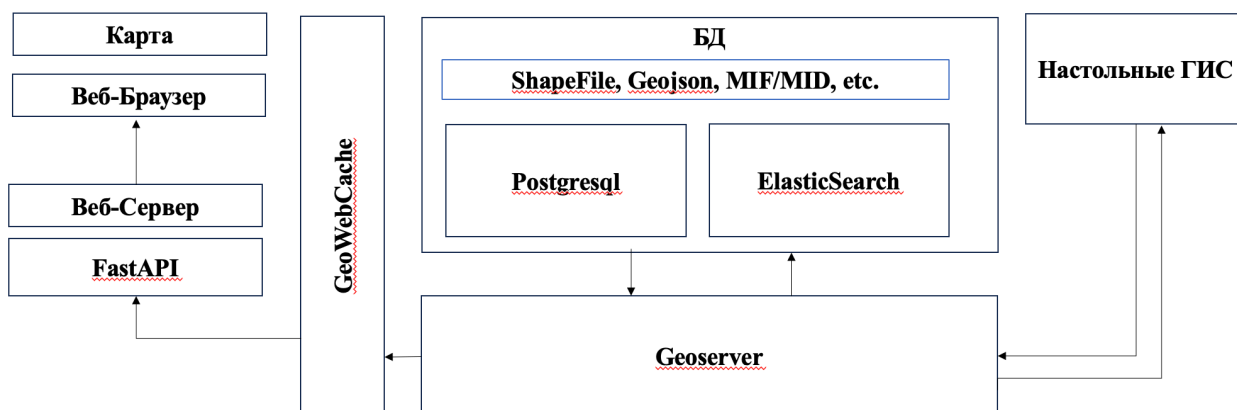 Карта
Веб-Браузер
Веб-Сервер
FastAPI
GeoWebCache
БД
ShapeFile, Geojson, MIF/MID, etc.
Postgresql
ElasticSearch
Geoserver
Настольные ГИС